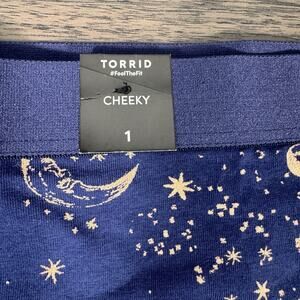 TORRID
#FeelTheFit
CHEEKY
1